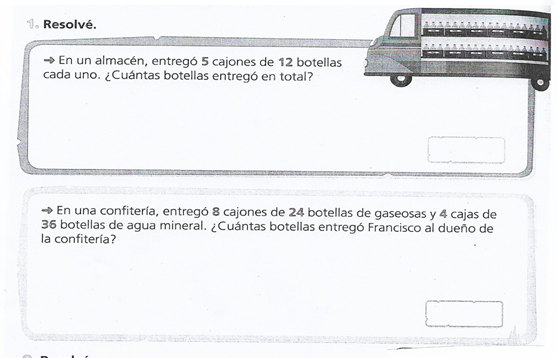 1. Resolvé.
➔ En un almacén, entregó 5 cajones de 12 botellas
cada uno. ¿Cuántas botellas entregó en total?
➔ En una confitería, entregó 8 cajones de 24 botellas de gaseosas y 4 cajas de
36 botellas de agua mineral. ¿Cuántas botellas entregó Francisco al dueño de
la confitería?